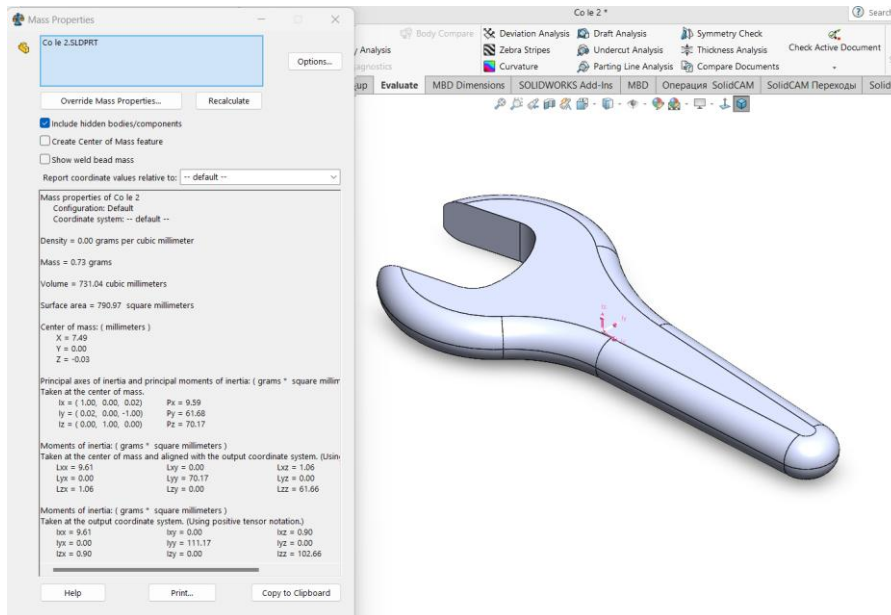 Mass Properties
Co le 2.SLDPRT
Options...
Override Mass Properties...
Recalculate
Include hidden bodies/components
Create Center of Mass feature
Show weld bead mass
Report coordinate values relative to: -- default --
Mass properties of Co le 2
Configuration: Default
Coordinate system: -- default --
Density = 0.00 grams per cubic millimeter
Mass = 0.73 grams
Volume = 731.04 cubic millimeters
Surface area = 790.97 square millimeters
Center of mass: ( millimeters )
X = 7.49
Y = 0.00
Z = -0.03
Principal axes of inertia and principal moments of inertia: ( grams * square millim
Taken at the center of mass.
Ix = ( 1.00, 0.00, 0.02) Px = 9.59
Iy = ( 0.02, 0.00, -1.00) Py = 61.68
Iz = ( 0.00, 1.00, 0.00) Pz = 70.17
Moments of inertia: ( grams * square millimeters )
Taken at the center of mass and aligned with the output coordinate system. (Usin
Lxx = 9.61 Lxy = 0.00 Lxz = 1.06
Lyx = 0.00 Lyy = 70.17 Lyz = 0.00
Lzx = 1.06 Lzy = 0.00 Lzz = 61.66
Moments of inertia: ( grams * square millimeters )
Taken at the output coordinate system. (Using positive tensor notation.)
Ixx = 9.61 Ixy = 0.00 Ixz = 0.90
Iyx = 0.00 Iyy = 111.17 Iyz = 0.00
Izx = 0.90 Izy = 0.00 Izz = 102.66
Help
Print...
Copy to Clipboard
Co le 2 *
Search
Body Compare
Deviation Analysis
Draft Analysis
Symmetry Check
y Analysis
Zebra Stripes
Undercut Analysis
Thickness Analysis
Check Active Document
agnostics
Curvature
Parting Line Analysis
Compare Documents
up
Evaluate
MBD Dimensions
SOLIDWORKS Add-Ins
MBD
Операция SolidCAM
SolidCAM Переходы
Solid